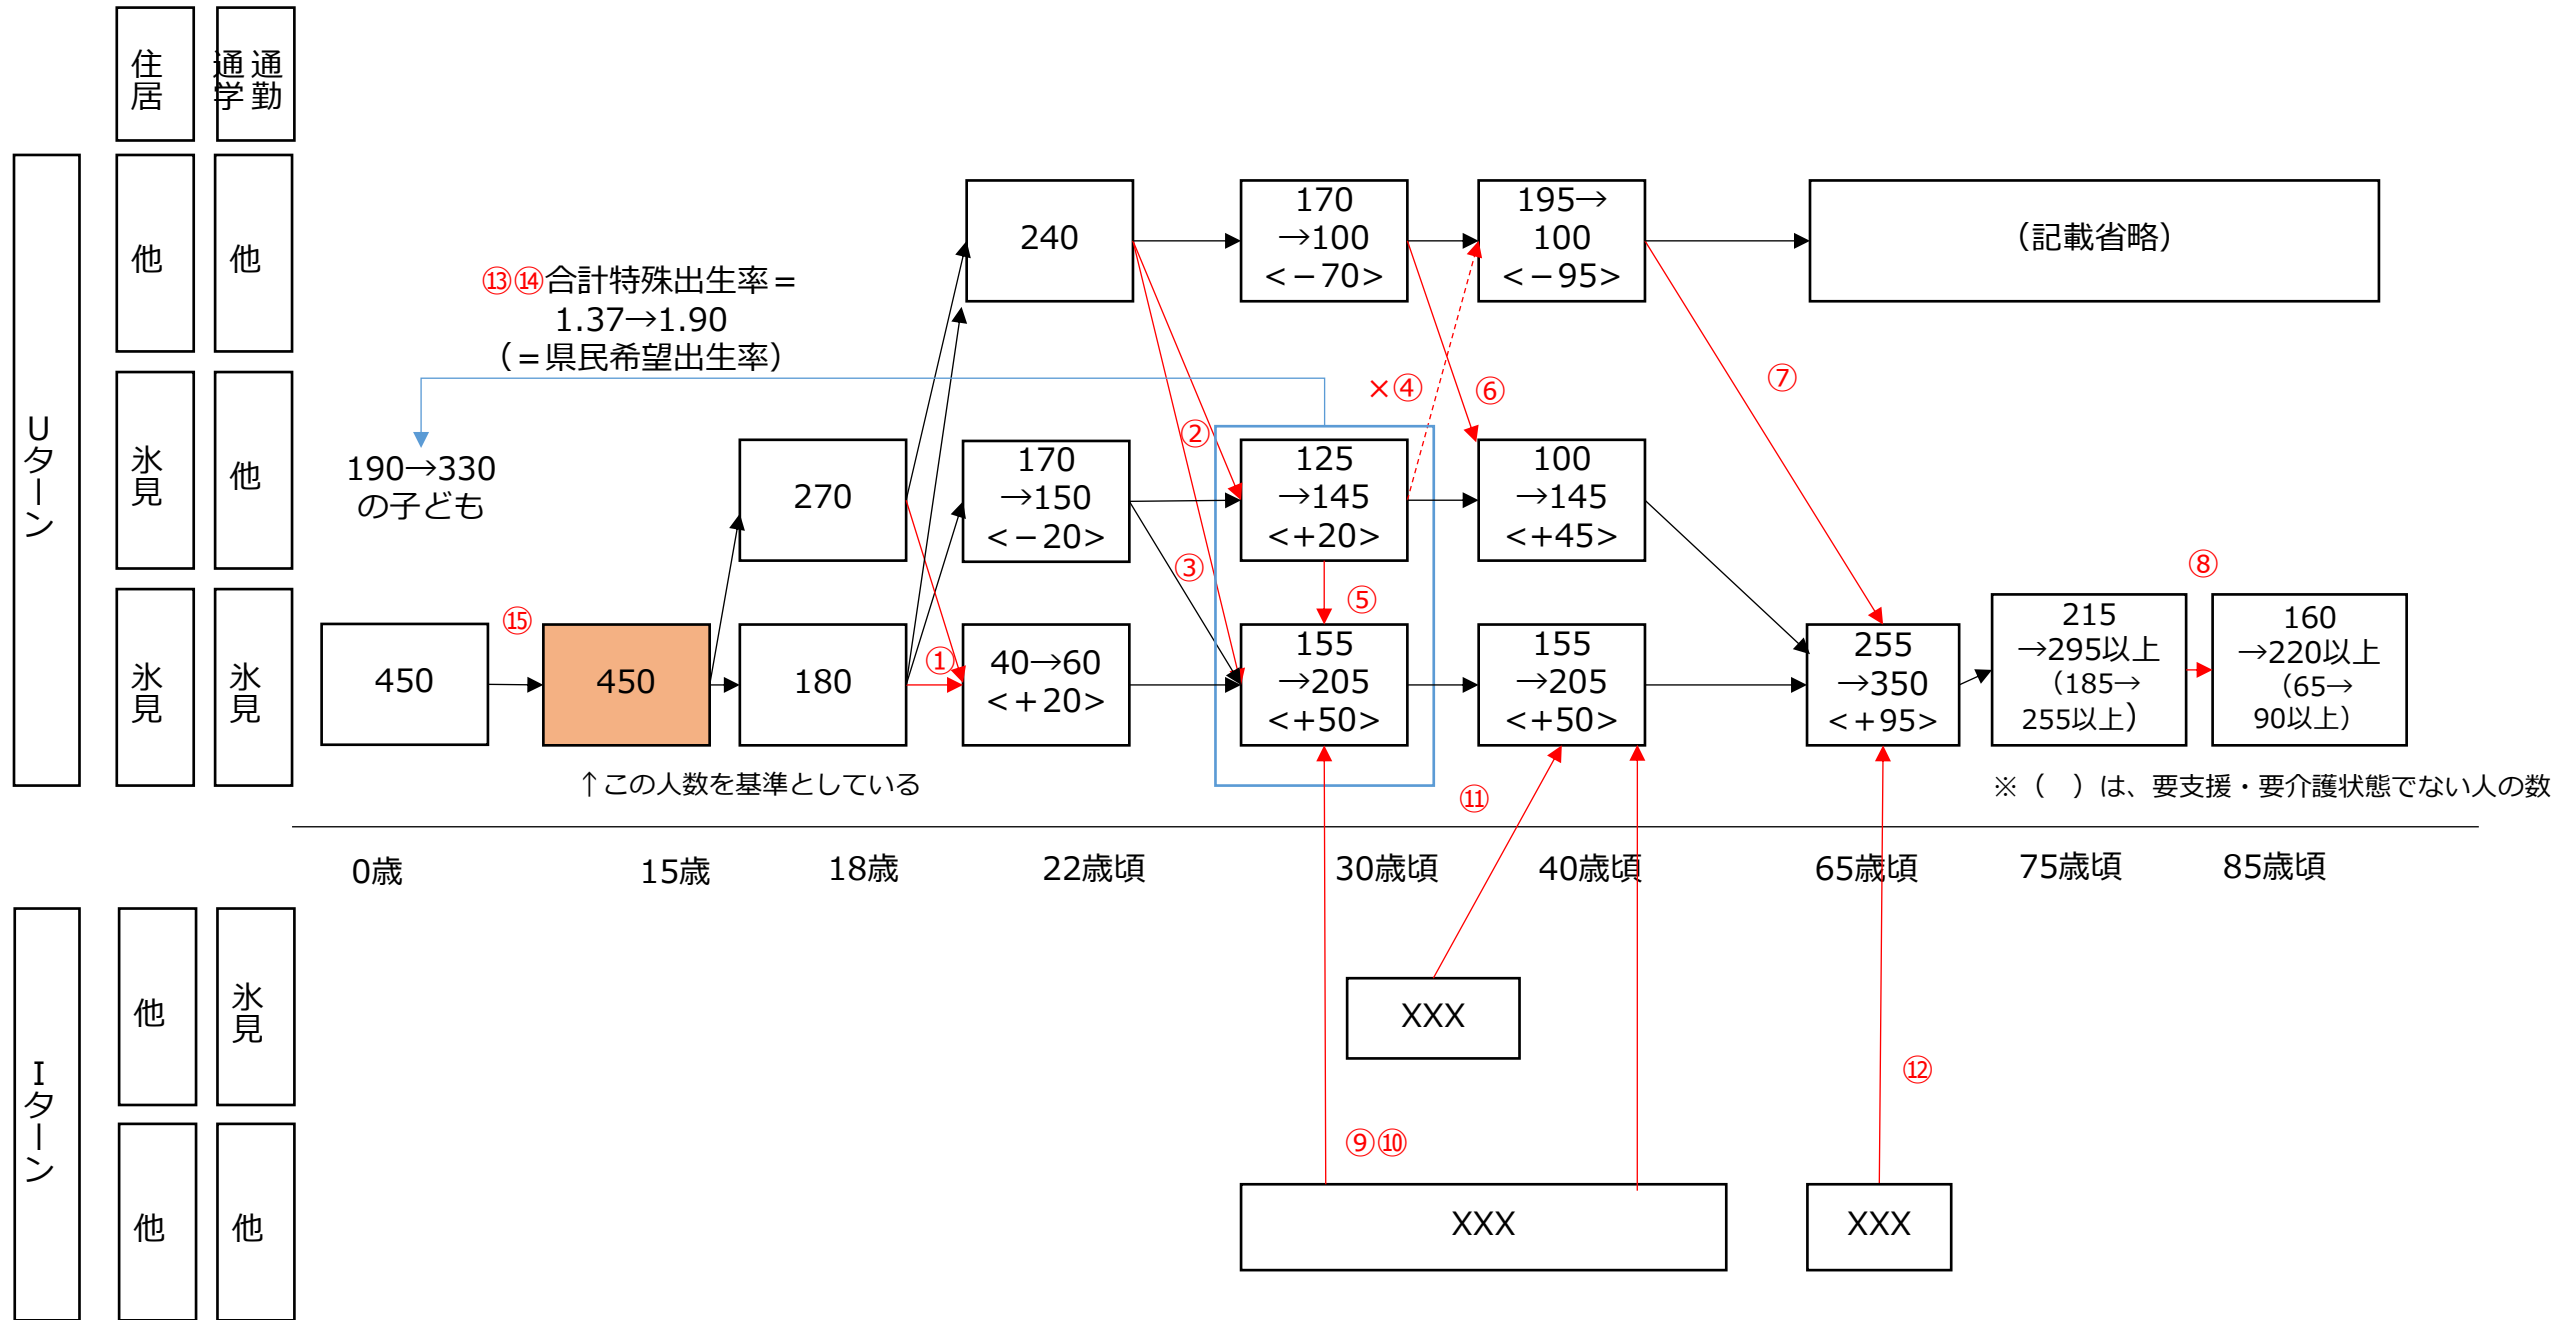 住居
通学
通勤
Uターン
他
他
240
170
→100
<－70>
195→
100
<－95>
（記載省略）
⑬⑭合計特殊出生率＝
1.37→1.90
（＝県民希望出生率）
×④
⑥
⑦
②
氷見
他
190→330
の子ども
270
170
→150
<－20>
125
→145
<+20>
100
→145
<+45>
③
⑤
⑧
⑮
①
氷見
氷見
450
450
180
40→60
<＋20>
155
→205
<+50>
155
→205
<+50>
255
→350
<＋95>
215
→295以上
（185→
255以上）
160
→220以上
（65→
90以上）
↑この人数を基準としている
⑪
※（　）は、要支援・要介護状態でない人の数
0歳
15歳
18歳
22歳頃
30歳頃
40歳頃
65歳頃
75歳頃
85歳頃
Iターン
他
氷見
XXX
⑫
⑨⑩
他
他
XXX
XXX